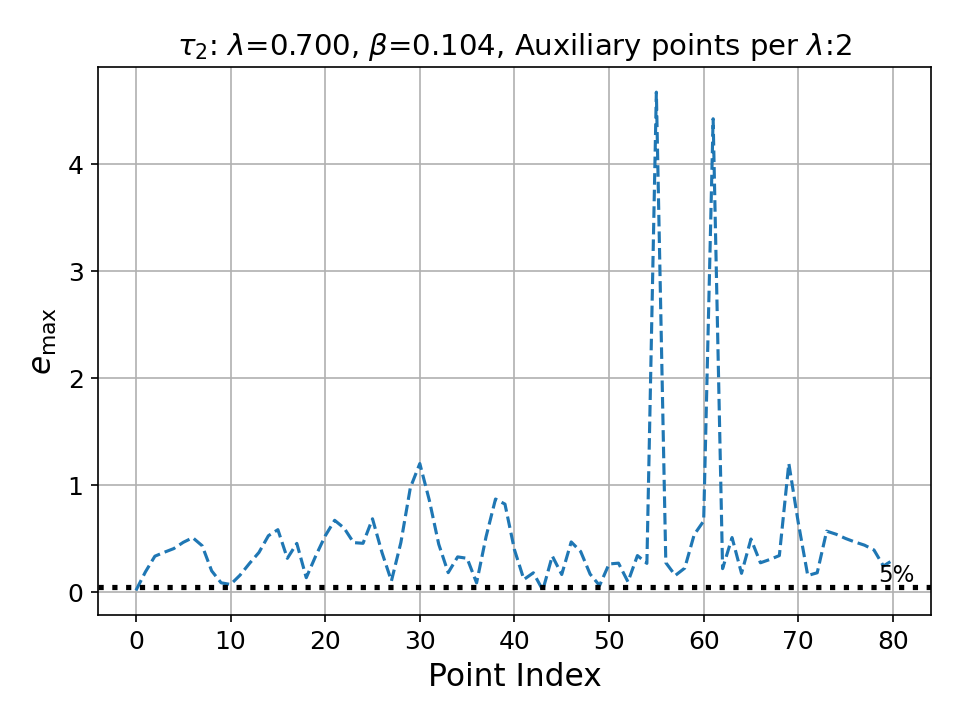 τ₂: λ=0.700, β=0.104, Auxiliary points per λ:2
e_max
4
3
2
1
0
5%
0 10 20 30 40 50 60 70 80
Point Index